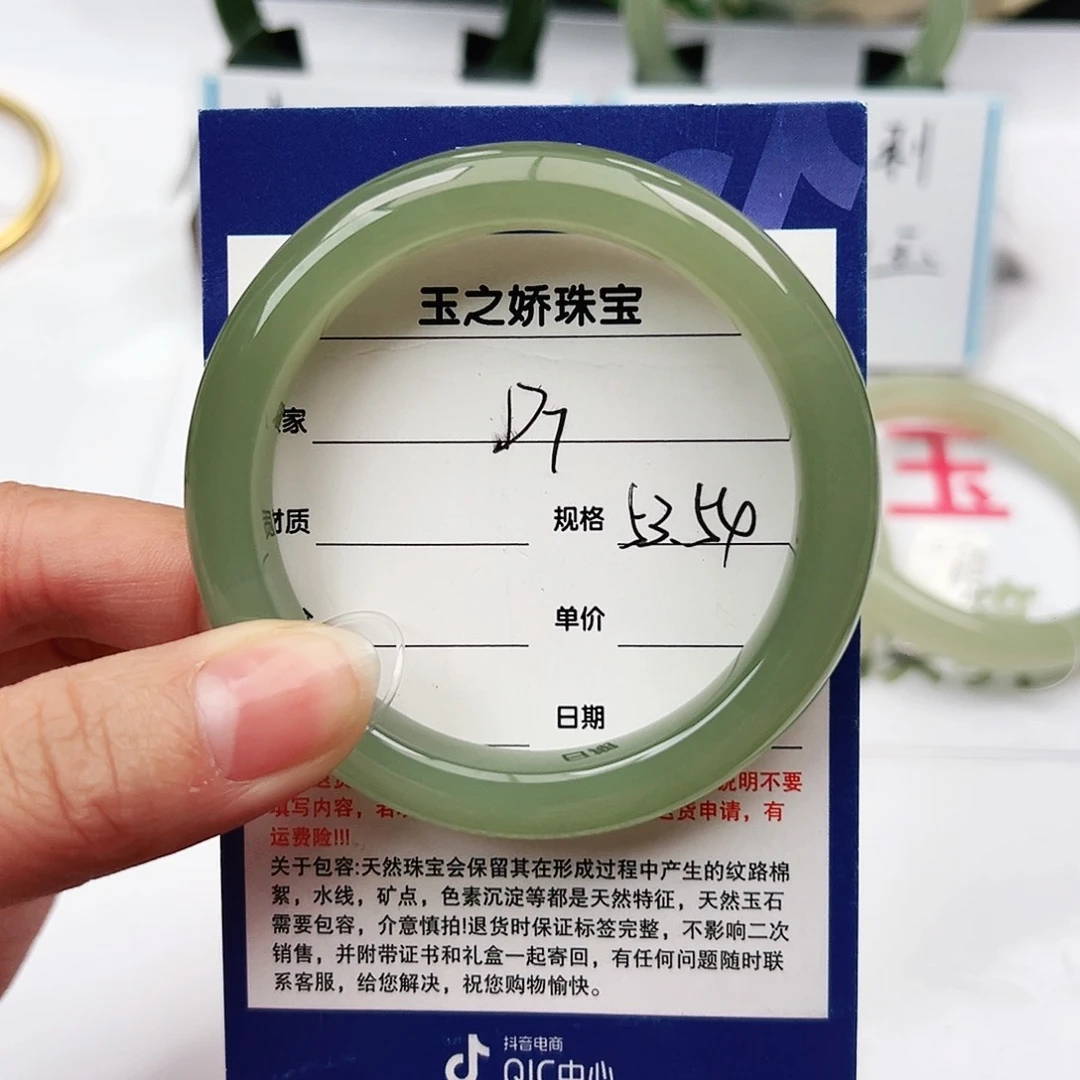 利
玉之娇珠宝
家 D7
玉
材质 规格 53.54
单价
日期
说明不要
填写内容，
退货申请，有
运费险!!!
关于包容:天然珠宝会保留其在形成过程中产生的纹路棉
絮，水线，矿点，色素沉淀等都是天然特征，天然玉石
需要包容，介意慎拍!退货时保证标签完整，不影响二次
销售，并附带证书和礼盒一起寄回，有任何问题随时联
系客服，给您解决，祝您购物愉快。
抖音电商
QIC中心